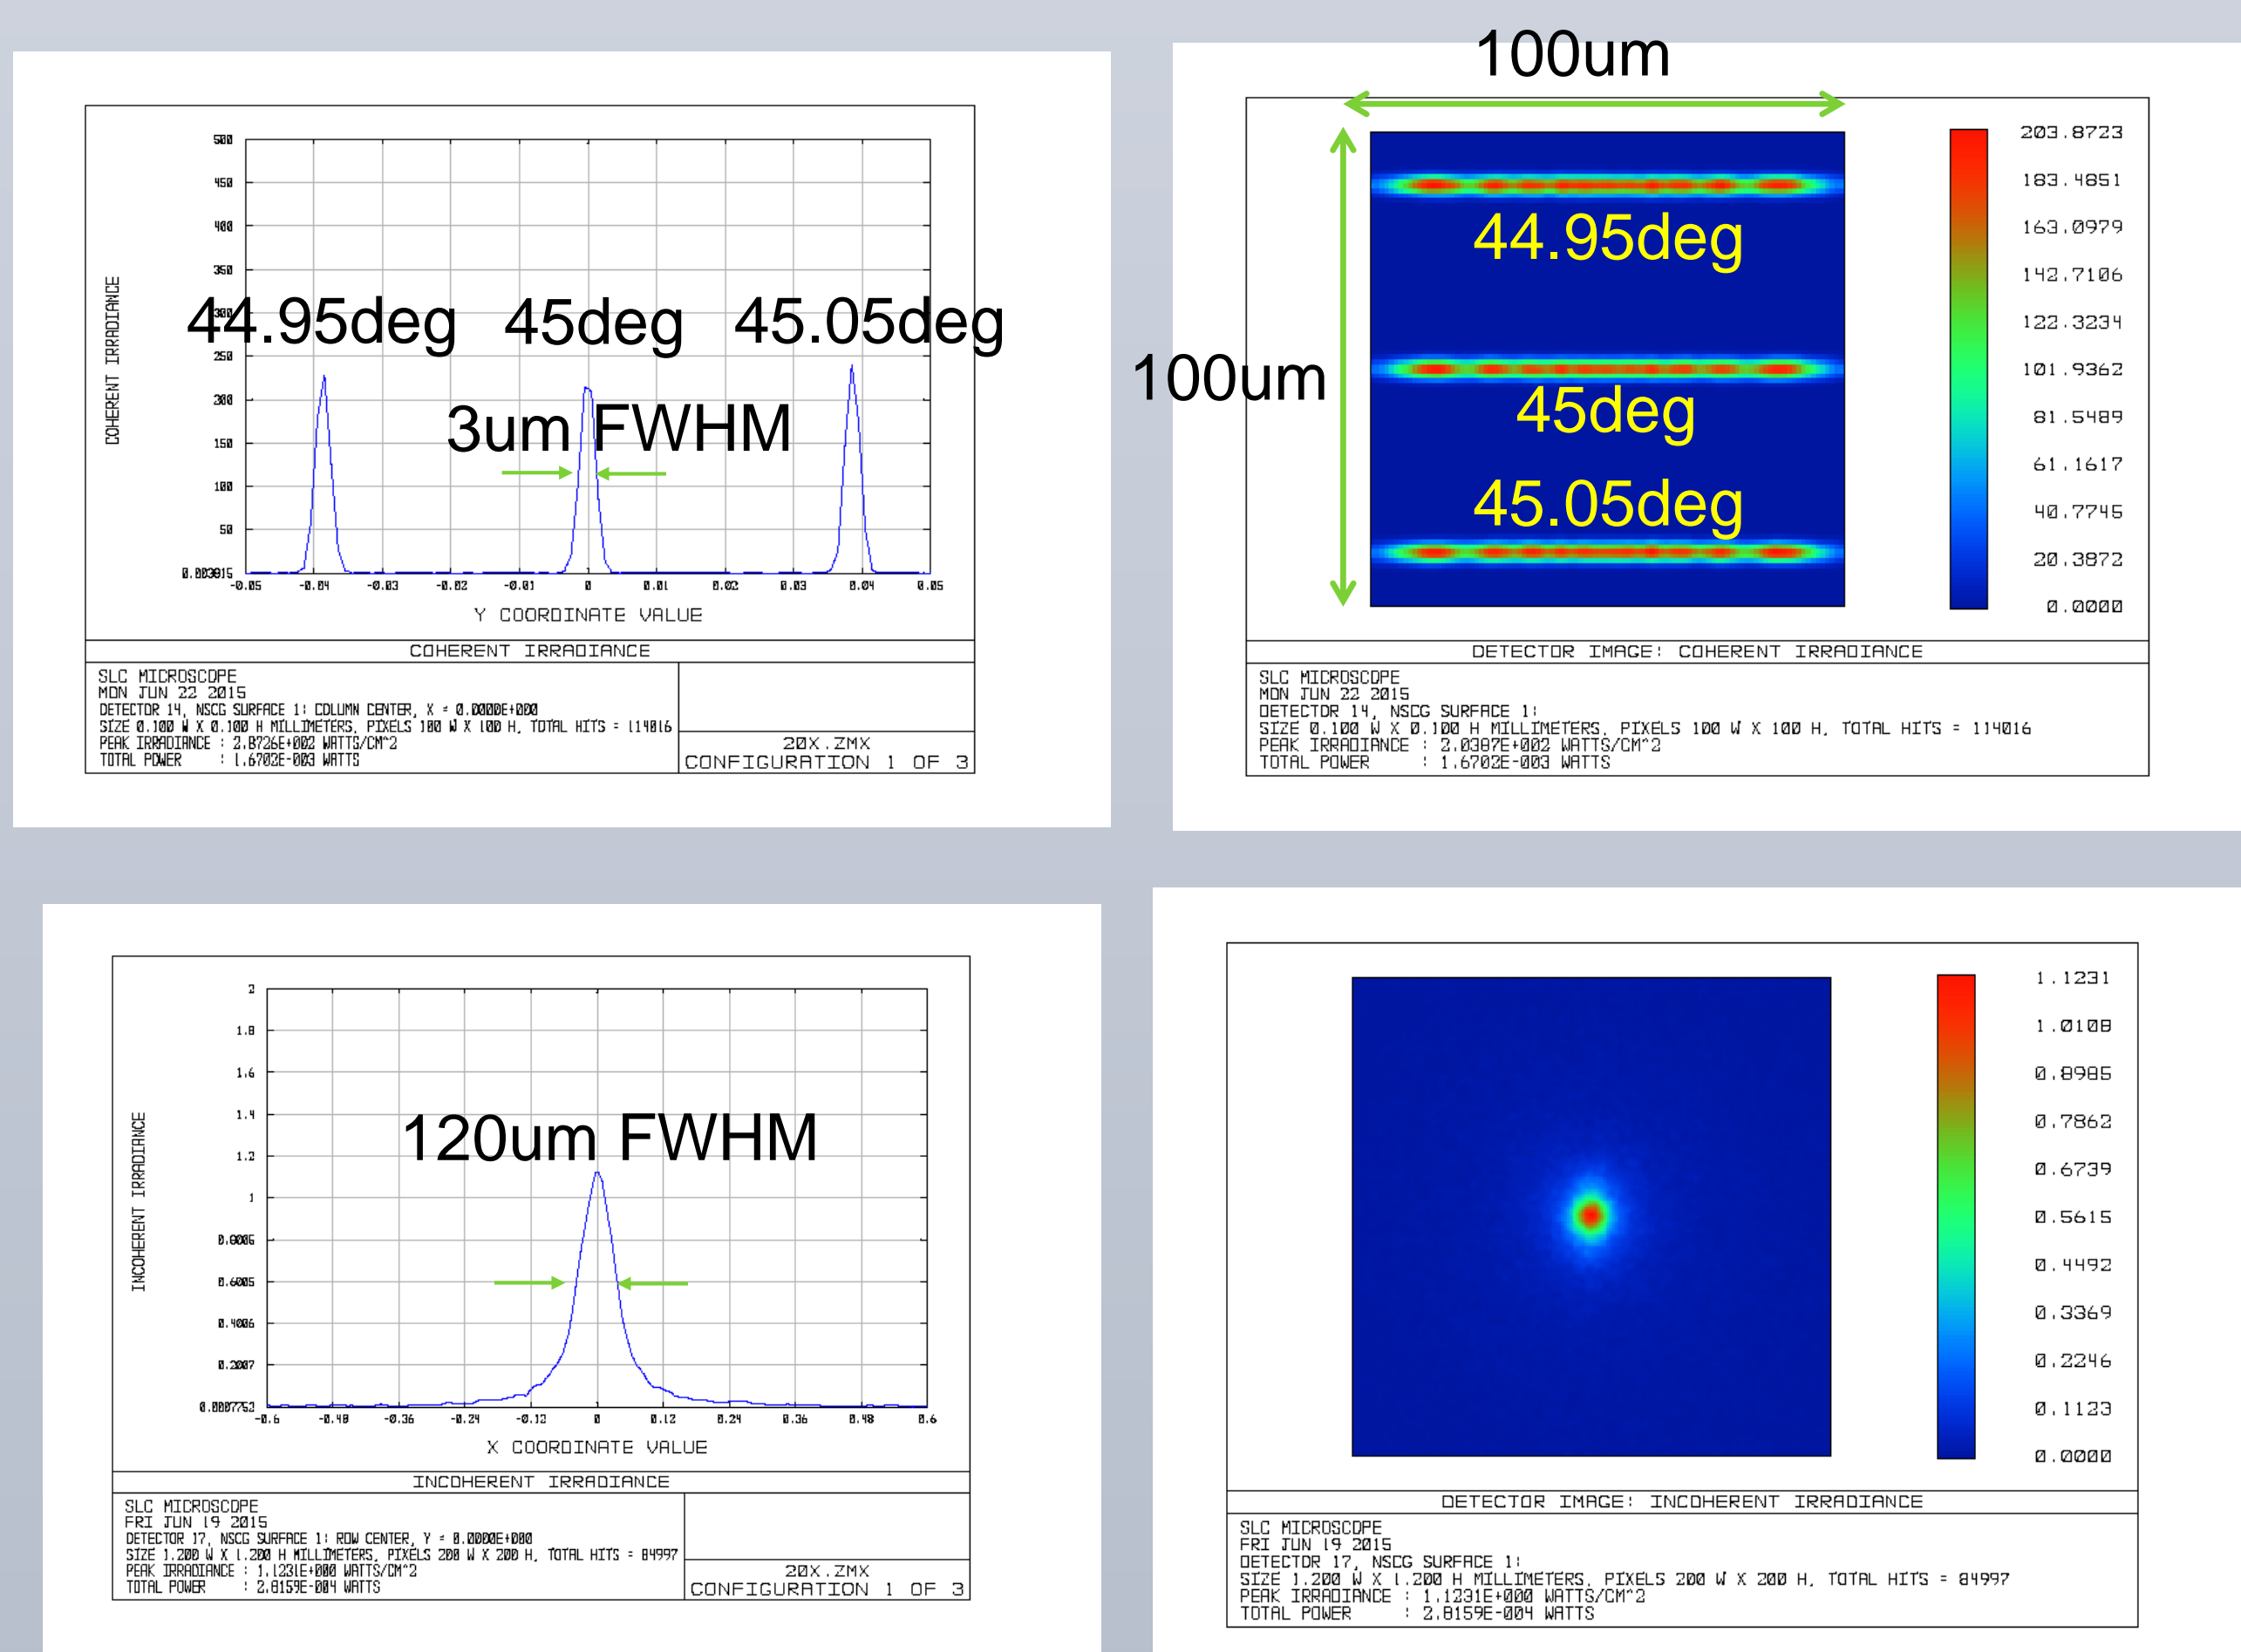 500
450
400
350
300
250
200
150
100
50
COHERENT IRRADIANCE
44.95deg 45deg 45.05deg
3um FWHM
-0.05 -0.04 -0.03 -0.02 -0.01 0 0.01 0.02 0.03 0.04 0.05
Y COORDINATE VALUE
COHERENT IRRADIANCE
SLC MICROSCOPE
MON JUN 22 2015
DETECTOR 14, NSCG SURFACE 1: COLUMN CENTER, X = 0.0000E+000
SIZE 0.100 W X 0.100 H MILLIMETERS, PIXELS 100 W X 100 H, TOTAL HITS = 114016
PEAK IRRADIANCE : 2.8726E+002 WATTS/CM^2
TOTAL POWER : 1.6702E-003 WATTS
20X.ZMX
CONFIGURATION 1 OF 3
100um
100um
44.95deg
45deg
45.05deg
203.8723
183.4851
163.0979
142.7106
122.3234
101.9362
81.5489
61.1617
40.7745
20.3872
0.0000
DETECTOR IMAGE: COHERENT IRRADIANCE
SLC MICROSCOPE
MON JUN 22 2015
DETECTOR 14, NSCG SURFACE 1:
SIZE 0.100 W X 0.100 H MILLIMETERS, PIXELS 100 W X 100 H, TOTAL HITS = 114016
PEAK IRRADIANCE : 2.0387E+002 WATTS/CM^2
TOTAL POWER : 1.6702E-003 WATTS
2
1.8
1.6
1.4
1.2
1
INCOHERENT IRRADIANCE
120um FWHM
-0.6 -0.48 -0.36 -0.24 -0.12 0 0.12 0.24 0.36 0.48 0.6
X COORDINATE VALUE
INCOHERENT IRRADIANCE
SLC MICROSCOPE
FRI JUN 19 2015
DETECTOR 17, NSCG SURFACE 1: ROW CENTER, Y = 0.0000E+000
SIZE 1.200 W X 1.200 H MILLIMETERS, PIXELS 200 W X 200 H, TOTAL HITS = 84997
PEAK IRRADIANCE : 1.1231E+000 WATTS/CM^2
TOTAL POWER : 2.8159E-004 WATTS
20X.ZMX
CONFIGURATION 1 OF 3
1.1231
1.0108
0.8985
0.7862
0.6739
0.5615
0.4492
0.3369
0.2246
0.1123
0.0000
DETECTOR IMAGE: INCOHERENT IRRADIANCE
SLC MICROSCOPE
FRI JUN 19 2015
DETECTOR 17, NSCG SURFACE 1:
SIZE 1.200 W X 1.200 H MILLIMETERS, PIXELS 200 W X 200 H, TOTAL HITS = 84997
PEAK IRRADIANCE : 1.1231E+000 WATTS/CM^2
TOTAL POWER : 2.8159E-004 WATTS